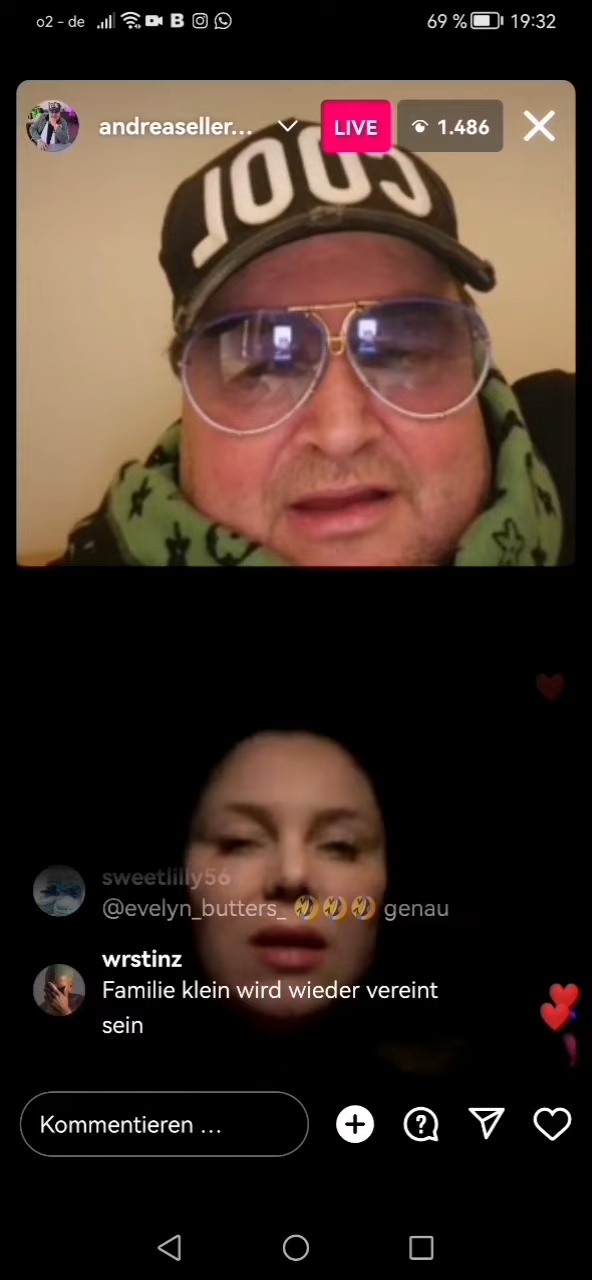 o2 - de
69 %
19:32
andreaseller...
LIVE
1.486
COOL
sweetlilly56
@evelyn_butters_ 🤣🤣🤣 genau
wrstinz
Familie klein wird wieder vereint
sein
Kommentieren ...